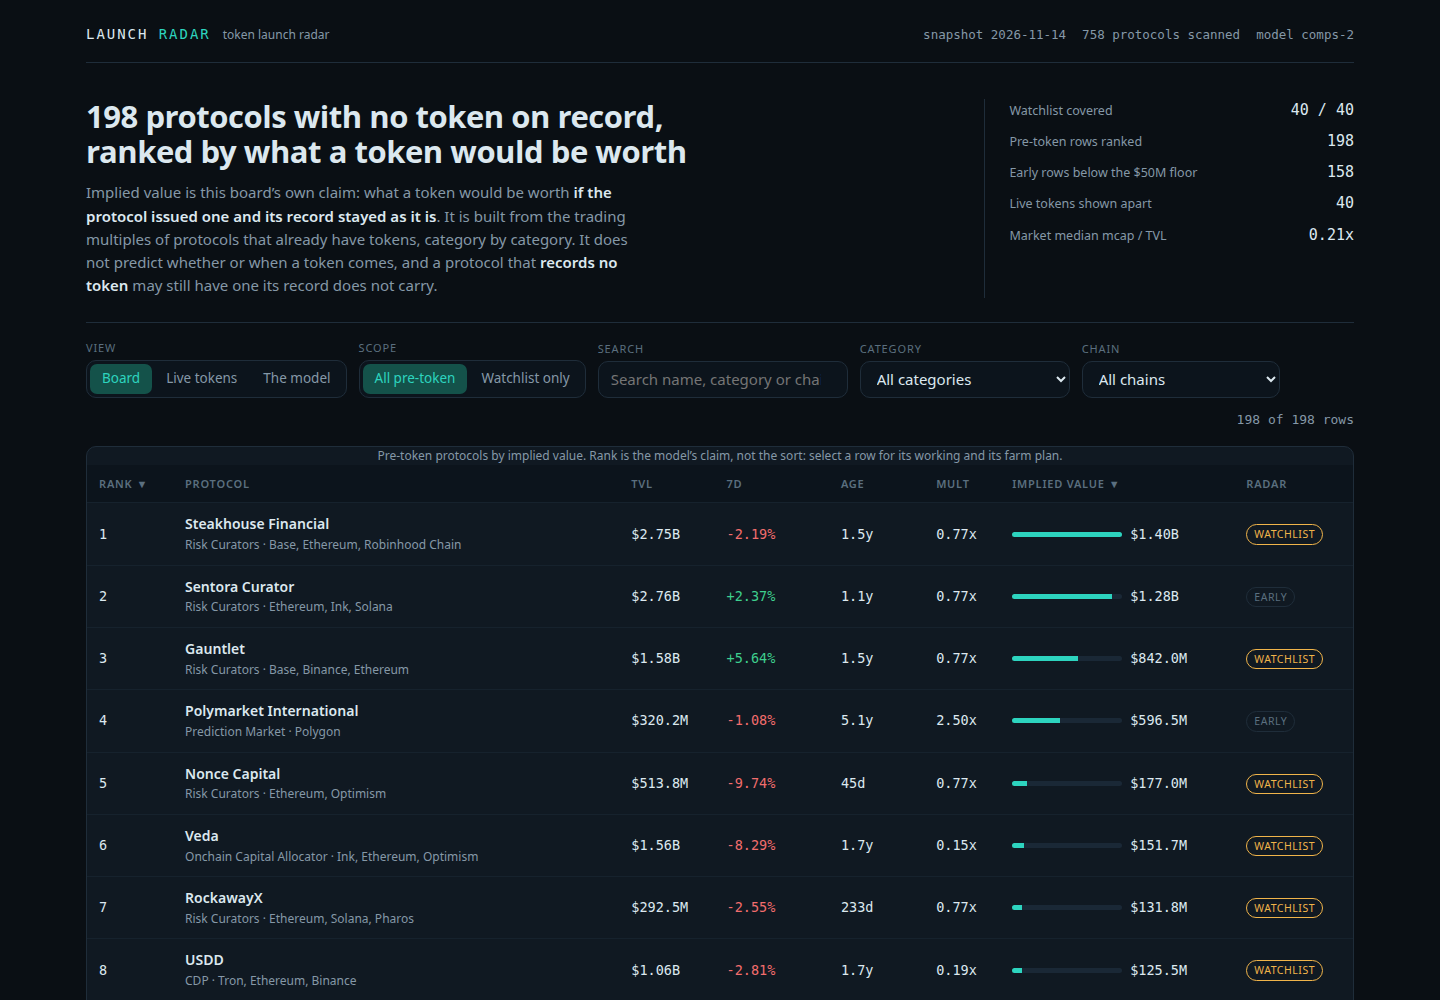 LAUNCH RADAR token launch radar
snapshot 2026-11-14 758 protocols scanned model comps-2
198 protocols with no token on record,
ranked by what a token would be worth
Implied value is this board’s own claim: what a token would be worth if the
protocol issued one and its record stayed as it is. It is built from the trading
multiples of protocols that already have tokens, category by category. It does
not predict whether or when a token comes, and a protocol that records no
token may still have one its record does not carry.
Watchlist covered 40 / 40
Pre-token rows ranked 198
Early rows below the $50M floor 158
Live tokens shown apart 40
Market median mcap / TVL 0.21x
VIEW SCOPE SEARCH CATEGORY CHAIN
Board Live tokens The model All pre-token Watchlist only Search name, category or cha All categories All chains
198 of 198 rows
Pre-token protocols by implied value. Rank is the model’s claim, not the sort: select a row for its working and its farm plan.
RANK ▼ PROTOCOL TVL 7D AGE MULT IMPLIED VALUE ▼ RADAR
1 Steakhouse Financial $2.75B -2.19% 1.5y 0.77x $1.40B WATCHLIST
Risk Curators · Base, Ethereum, Robinhood Chain
2 Sentora Curator $2.76B +2.37% 1.1y 0.77x $1.28B EARLY
Risk Curators · Ethereum, Ink, Solana
3 Gauntlet $1.58B +5.64% 1.5y 0.77x $842.0M WATCHLIST
Risk Curators · Base, Binance, Ethereum
4 Polymarket International $320.2M -1.08% 5.1y 2.50x $596.5M EARLY
Prediction Market · Polygon
5 Nonce Capital $513.8M -9.74% 45d 0.77x $177.0M WATCHLIST
Risk Curators · Ethereum, Optimism
6 Veda $1.56B -8.29% 1.7y 0.15x $151.7M WATCHLIST
Onchain Capital Allocator · Ink, Ethereum, Optimism
7 RockawayX $292.5M -2.55% 233d 0.77x $131.8M WATCHLIST
Risk Curators · Ethereum, Solana, Pharos
8 USDD $1.06B -2.81% 1.7y 0.19x $125.5M WATCHLIST
CDP · Tron, Ethereum, Binance